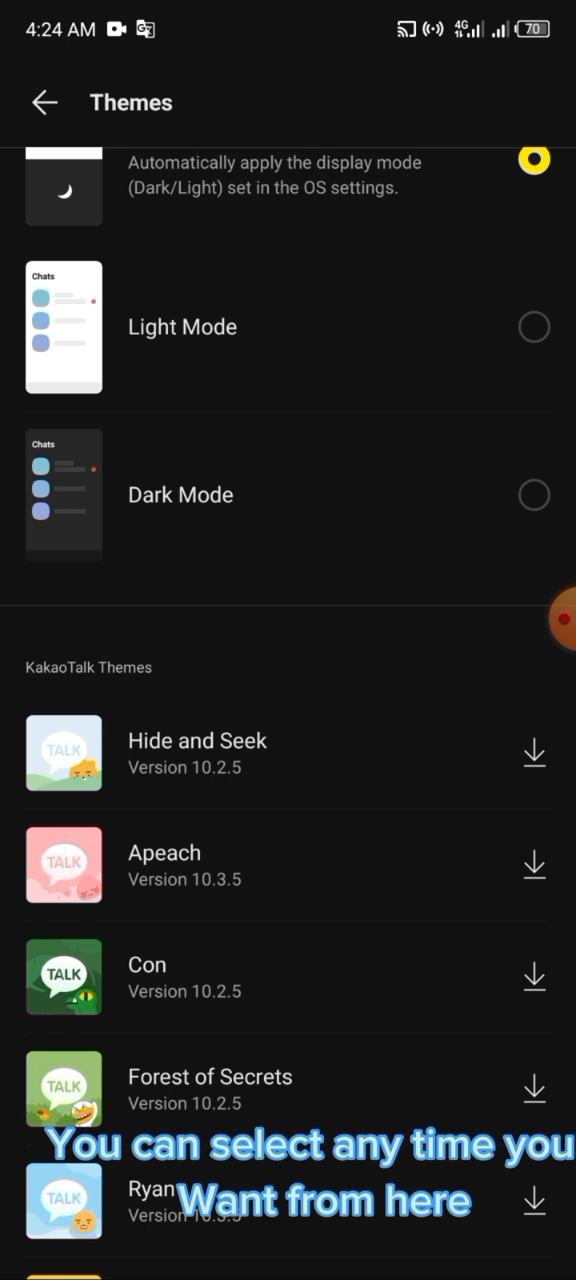 4:24 AM
4G
70
Themes
Automatically apply the display mode
(Dark/Light) set in the OS settings.
Chats
Light Mode
Chats
Dark Mode
KakaoTalk Themes
TALK
Hide and Seek
Version 10.2.5
TALK
Apeach
Version 10.3.5
TALK
Con
Version 10.2.5
TALK
Forest of Secrets
Version 10.2.5
You can select any time you
Want from here
TALK
Ryan
Version